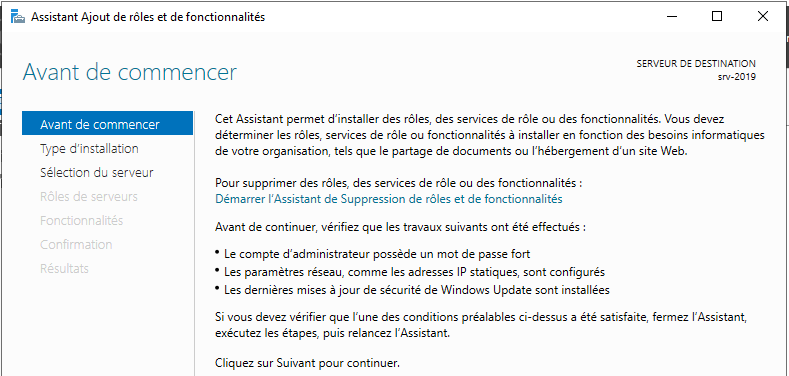 Assistant Ajout de rôles et de fonctionnalités
Avant de commencer
SERVEUR DE DESTINATION
srv-2019
Avant de commencer
Type d'installation
Sélection du serveur
Rôles de serveurs
Fonctionnalités
Confirmation
Résultats
Cet Assistant permet d'installer des rôles, des services de rôle ou des fonctionnalités. Vous devez
déterminer les rôles, services de rôle ou fonctionnalités à installer en fonction des besoins informatiques
de votre organisation, tels que le partage de documents ou l'hébergement d'un site Web.
Pour supprimer des rôles, des services de rôle ou des fonctionnalités :
Démarrer l'Assistant de Suppression de rôles et de fonctionnalités
Avant de continuer, vérifiez que les travaux suivants ont été effectués :
• Le compte d'administrateur possède un mot de passe fort
• Les paramètres réseau, comme les adresses IP statiques, sont configurés
• Les dernières mises à jour de sécurité de Windows Update sont installées
Si vous devez vérifier que l'une des conditions préalables ci-dessus a été satisfaite, fermez l'Assistant,
exécutez les étapes, puis relancez l'Assistant.
Cliquez sur Suivant pour continuer.